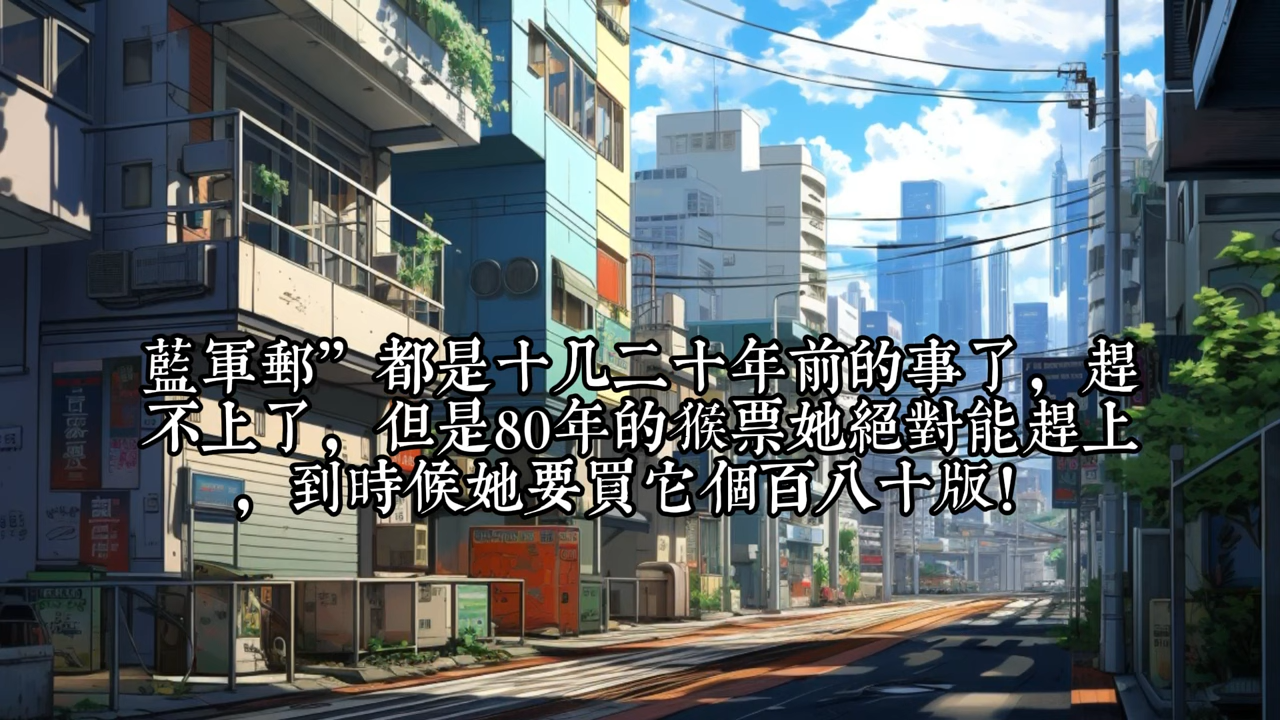 藍軍郵”都是十几二十年前的事了，趕
不上了，但是80年的猴票她絕對能趕上
，到時候她要買它個百八十版！